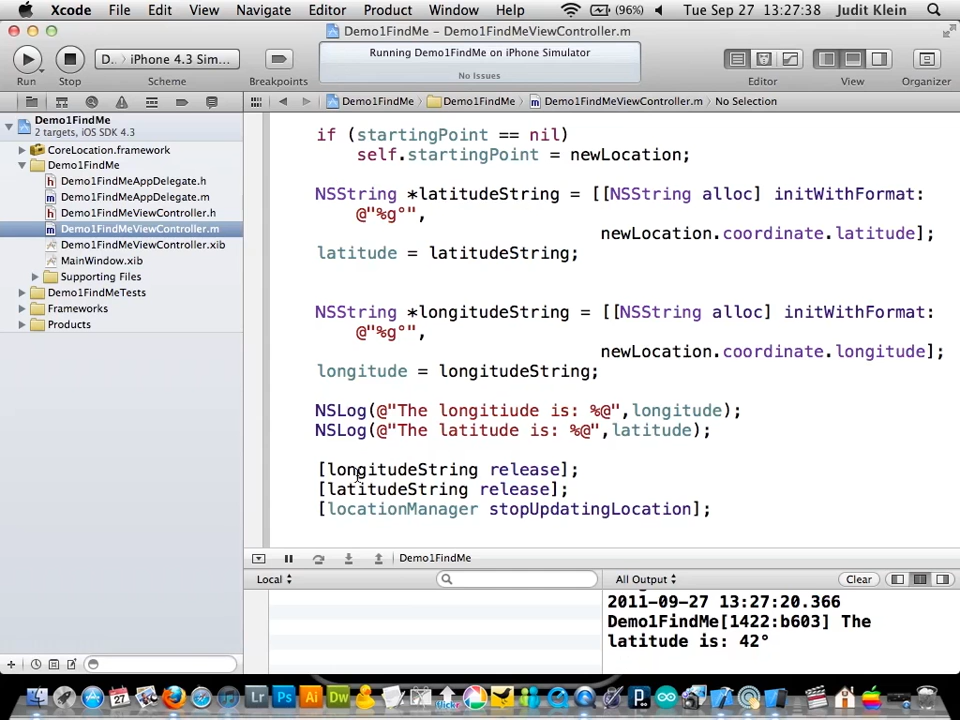 Xcode File Edit View Navigate Editor Product Window Help (96%) Tue Sep 27 13:27:38 Judit Klein
Demo1FindMe – Demo1FindMeViewController.m
D… iPhone 4.3 Sim…
Running Demo1FindMe on iPhone Simulator
No Issues
Run Stop Scheme Breakpoints Editor View Organizer
Demo1FindMe Demo1FindMe Demo1FindMeViewController.m No Selection
Demo1FindMe
2 targets, iOS SDK 4.3
CoreLocation.framework
Demo1FindMe
Demo1FindMeAppDelegate.h
Demo1FindMeAppDelegate.m
Demo1FindMeViewController.h
Demo1FindMeViewController.m
Demo1FindMeViewController.xib
MainWindow.xib
Supporting Files
Demo1FindMeTests
Frameworks
Products
if (startingPoint == nil)
self.startingPoint = newLocation;
NSString *latitudeString = [[NSString alloc] initWithFormat:
@"%g°",
newLocation.coordinate.latitude];
latitude = latitudeString;
NSString *longitudeString = [[NSString alloc] initWithFormat:
@"%g°",
newLocation.coordinate.longitude];
longitude = longitudeString;
NSLog(@"The longitiude is: %@",longitude);
NSLog(@"The latitude is: %@",latitude);
[longitudeString release];
[latitudeString release];
[locationManager stopUpdatingLocation];
Demo1FindMe
Local All Output Clear
2011-09-27 13:27:20.366
Demo1FindMe[1422:b603] The
latitude is: 42°
27 Lr Ps Ai Dw flickr